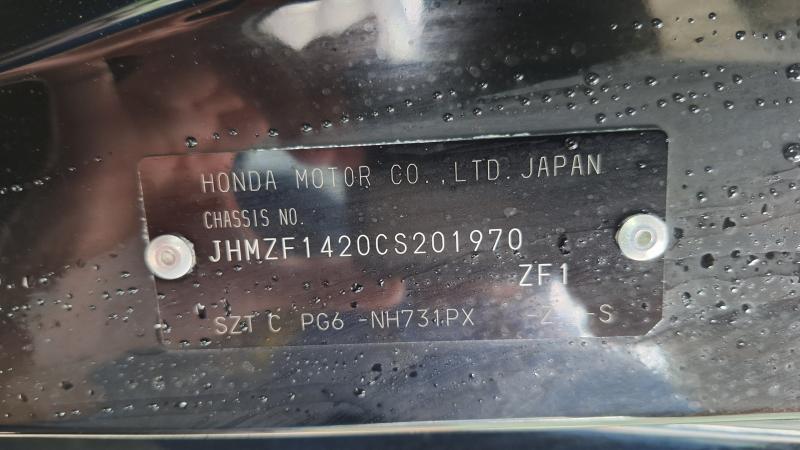 HONDA MOTOR CO.,LTD.JAPAN
CHASSIS NO.
JHMZF1420CS201970
ZF1
SZT C PG6 -NH731PX